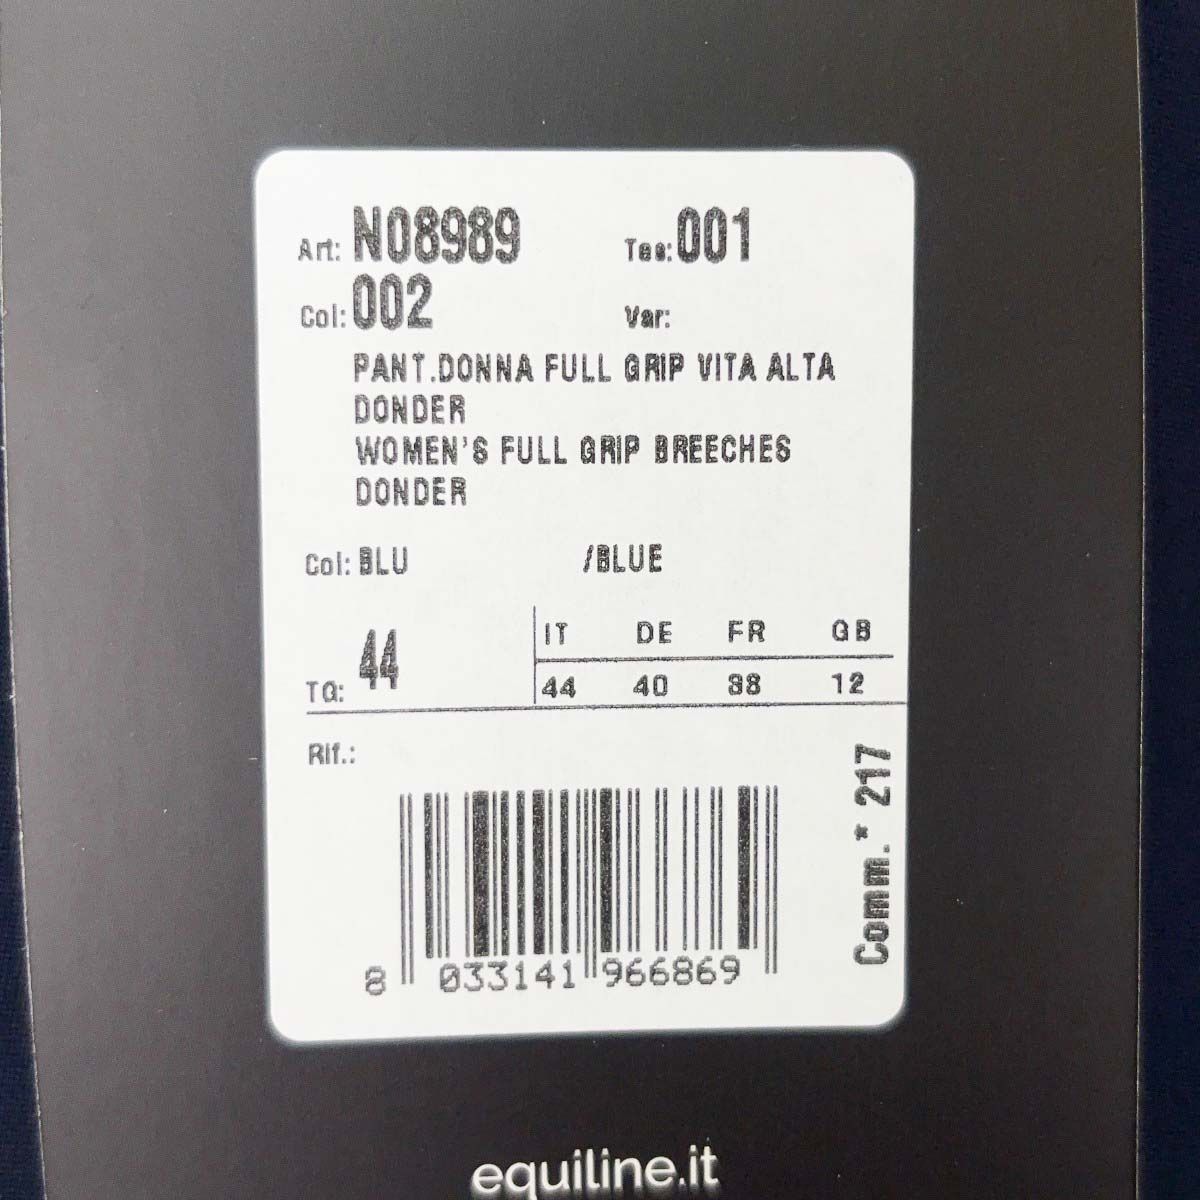 Art: N08989 Tes: 001
Col: 002 Var:
PANT.DONNA FULL GRIP VITA ALTA
DONDER
WOMEN'S FULL GRIP BREECHES
DONDER
Col: BLU /BLUE
IT DE FR GB
TG: 44 44 40 38 12
Rif.:
Comm.* 217
8 033141 966869
equiline.it